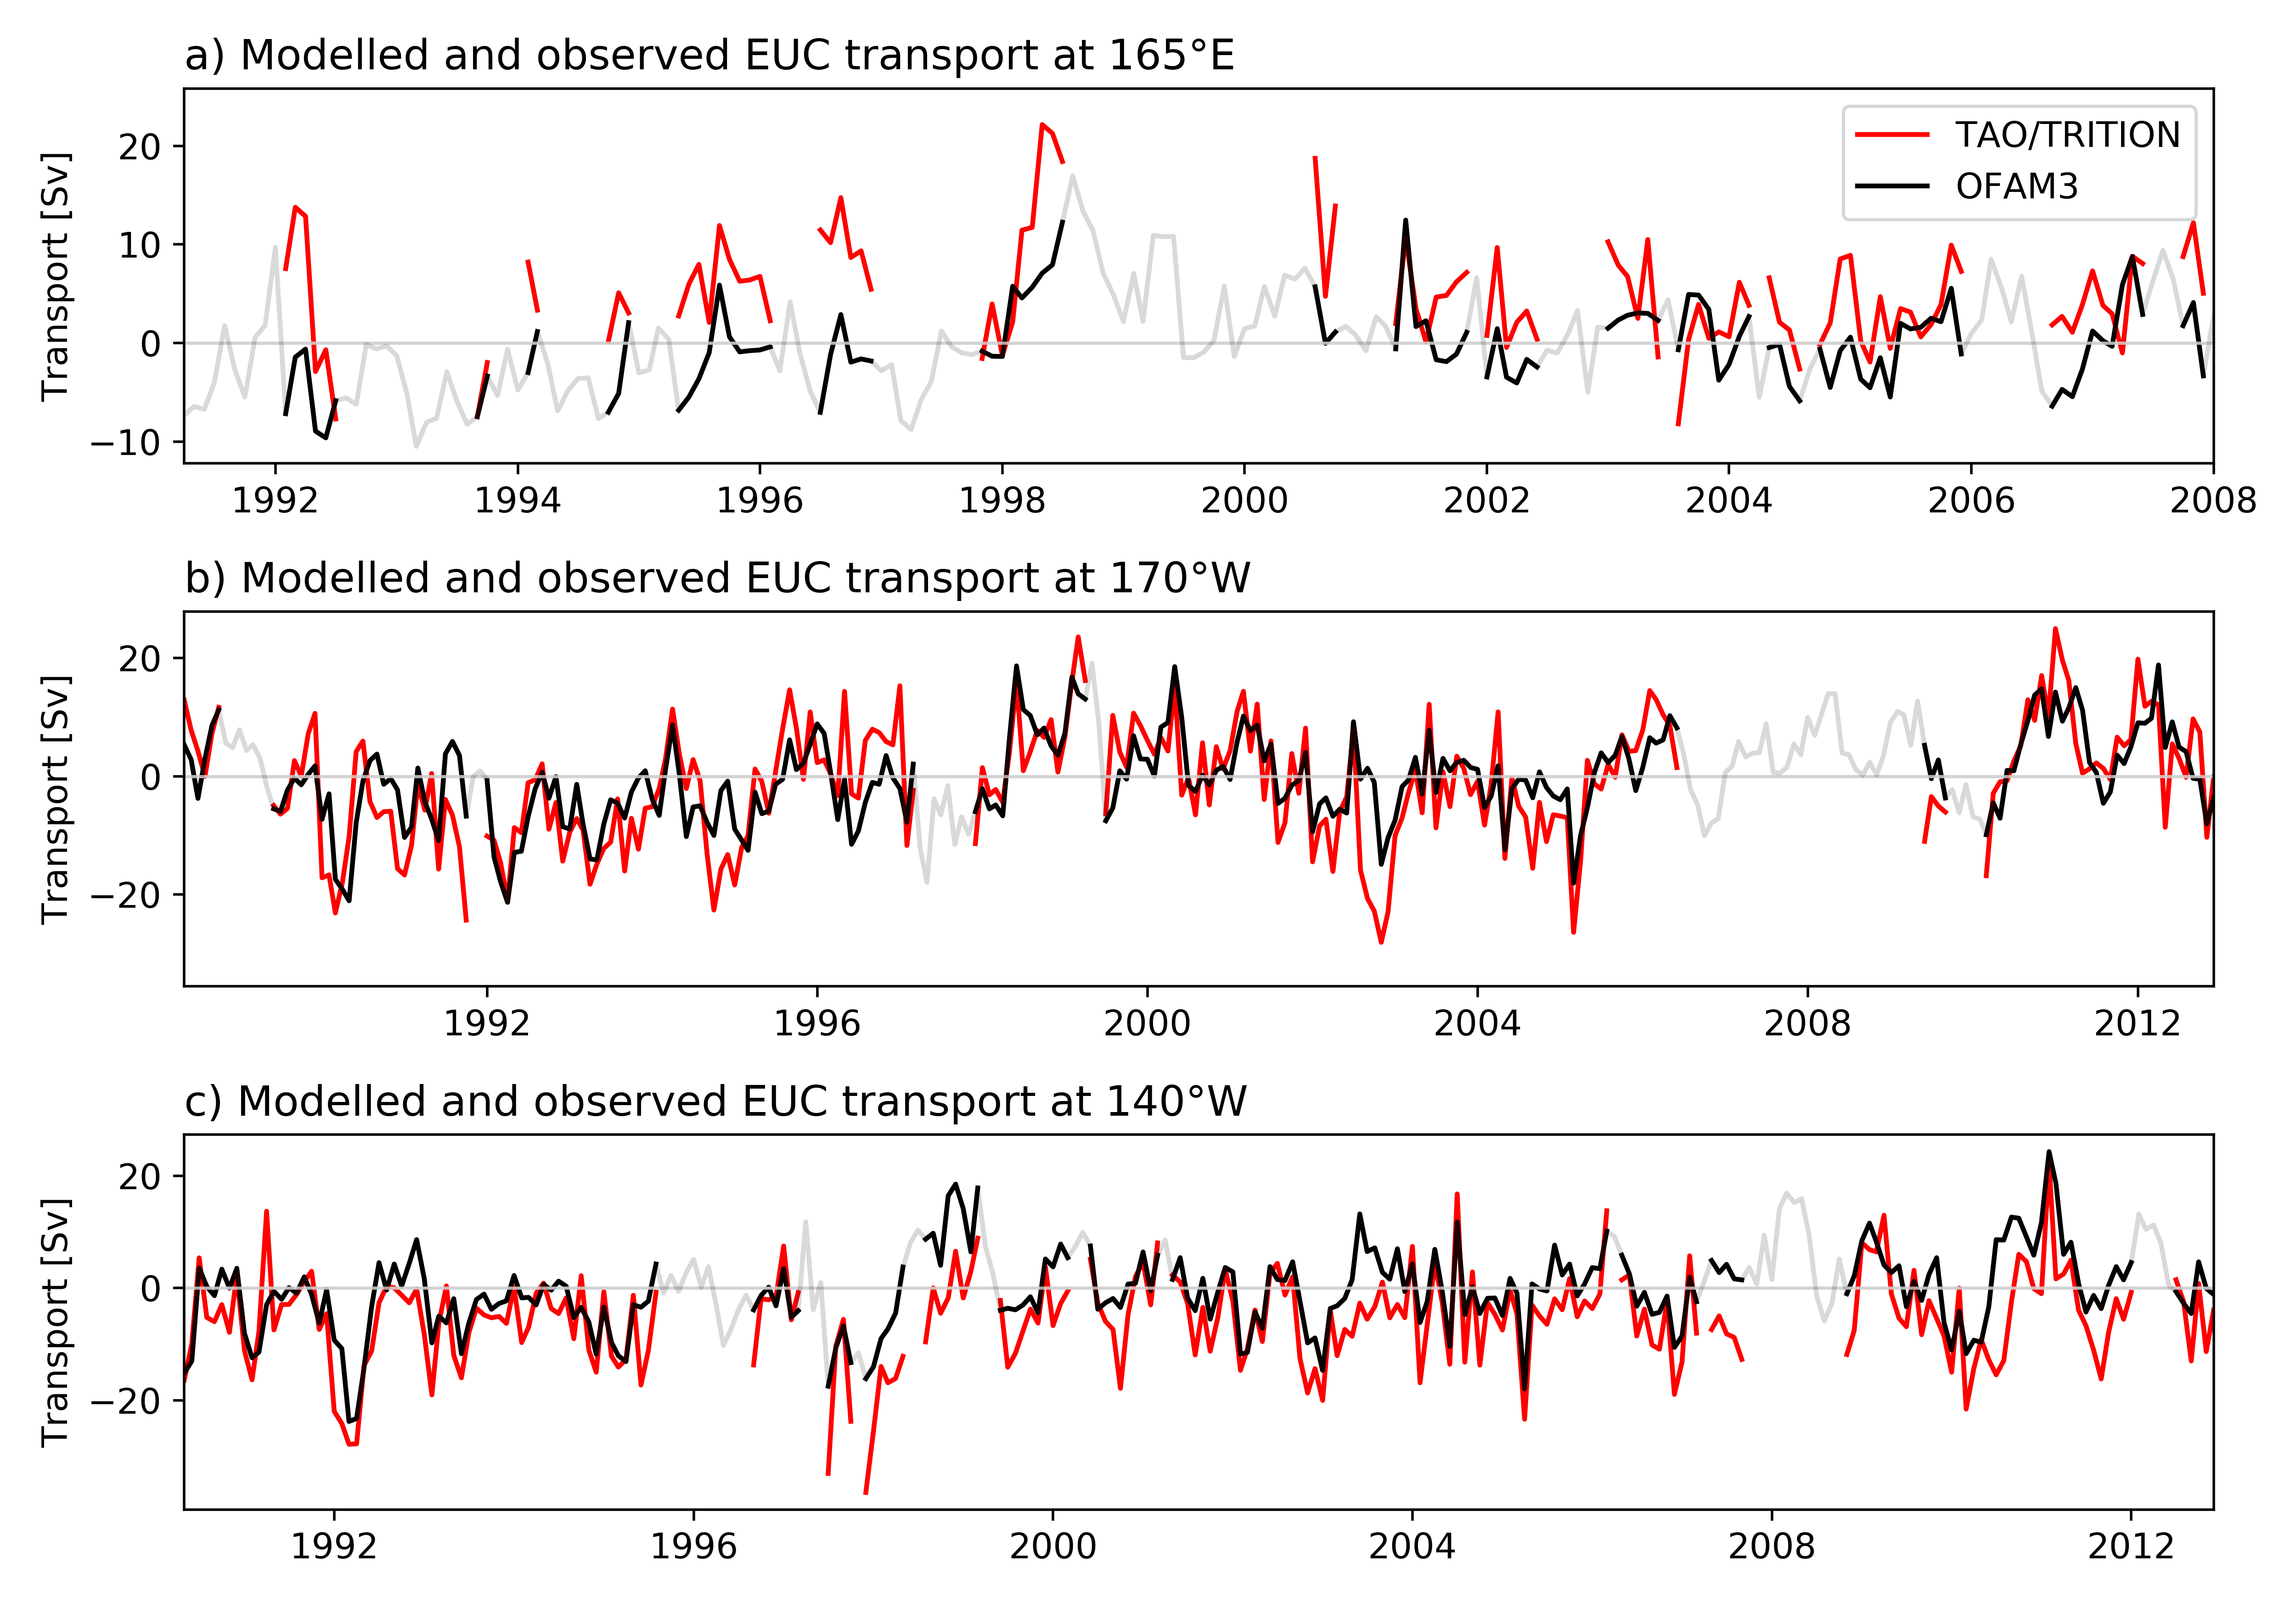 a) Modelled and observed EUC transport at 165°E
Transport [Sv]
20
10
0
−10
TAO/TRITION
OFAM3
1992 1994 1996 1998 2000 2002 2004 2006 2008
b) Modelled and observed EUC transport at 170°W
Transport [Sv]
20
0
−20
1992 1996 2000 2004 2008 2012
c) Modelled and observed EUC transport at 140°W
Transport [Sv]
20
0
−20
1992 1996 2000 2004 2008 2012